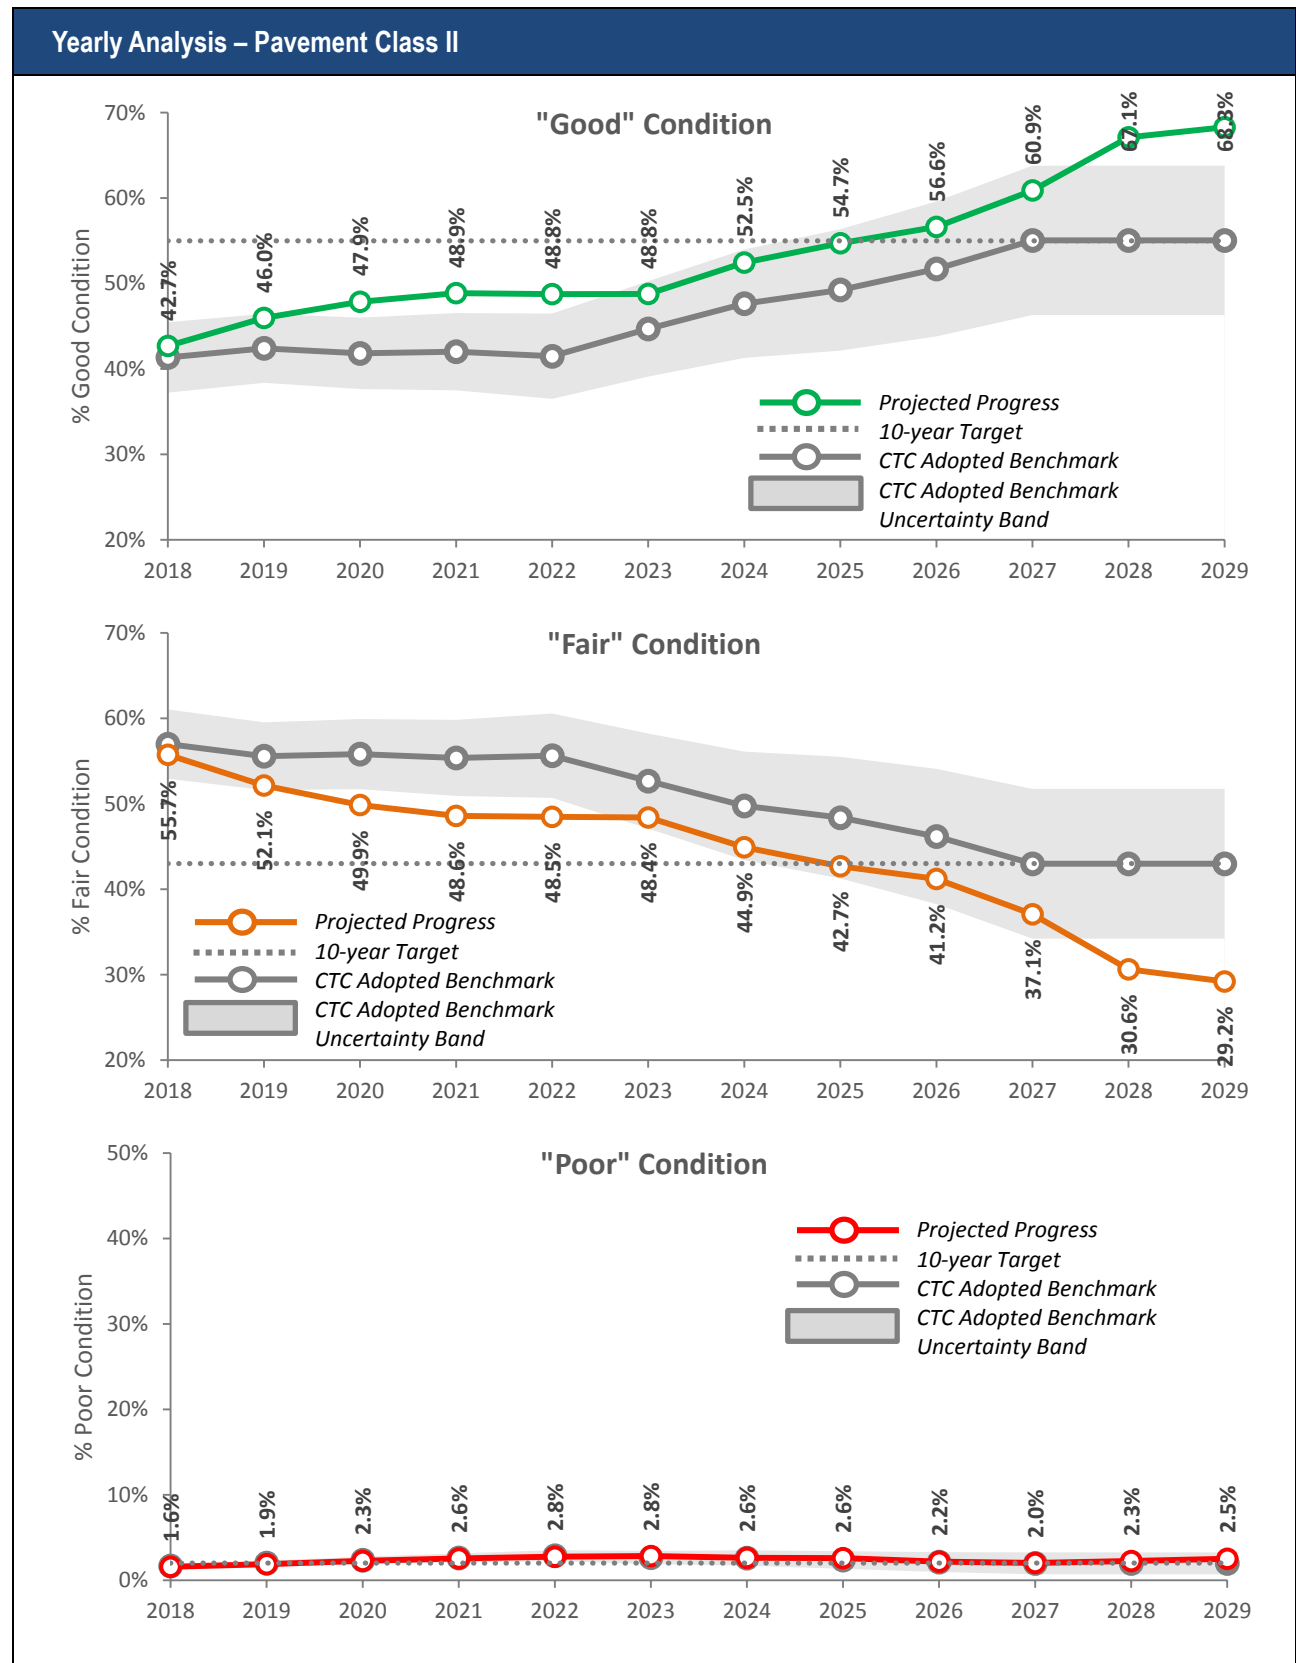 Yearly Analysis – Pavement Class II
"Good" Condition
% Good Condition
70%
60%
50%
40%
30%
20%
42.7%
46.0%
47.9%
48.9%
48.8%
48.8%
52.5%
54.7%
56.6%
60.9%
67.1%
68.3%
Projected Progress
10-year Target
CTC Adopted Benchmark
CTC Adopted Benchmark
Uncertainty Band
2018 2019 2020 2021 2022 2023 2024 2025 2026 2027 2028 2029
"Fair" Condition
% Fair Condition
70%
60%
50%
40%
30%
20%
55.7%
52.1%
49.9%
48.6%
48.5%
48.4%
44.9%
42.7%
41.2%
37.1%
30.6%
29.2%
Projected Progress
10-year Target
CTC Adopted Benchmark
CTC Adopted Benchmark
Uncertainty Band
2018 2019 2020 2021 2022 2023 2024 2025 2026 2027 2028 2029
"Poor" Condition
% Poor Condition
50%
40%
30%
20%
10%
0%
Projected Progress
10-year Target
CTC Adopted Benchmark
CTC Adopted Benchmark
Uncertainty Band
1.6%
1.9%
2.3%
2.6%
2.8%
2.8%
2.6%
2.6%
2.2%
2.0%
2.3%
2.5%
2018 2019 2020 2021 2022 2023 2024 2025 2026 2027 2028 2029